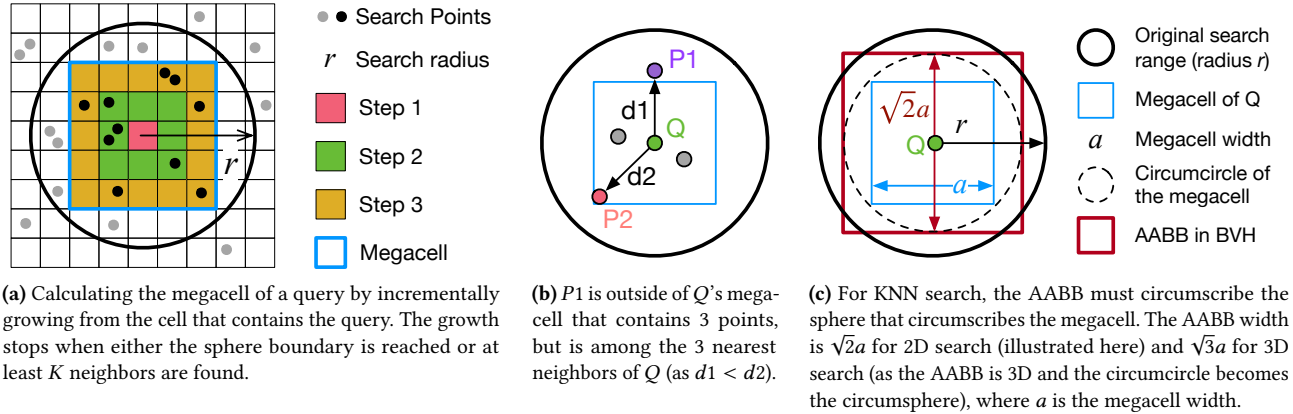 r
Search Points
r Search radius
Step 1
Step 2
Step 3
Megacell
(a) Calculating the megacell of a query by incrementally
growing from the cell that contains the query. The growth
stops when either the sphere boundary is reached or at
least K neighbors are found.
P1
d1
Q
d2
P2
(b) P1 is outside of Q's mega-
cell that contains 3 points,
but is among the 3 nearest
neighbors of Q (as d1 < d2).
√2a
r
Q
a
Original search
range (radius r)
Megacell of Q
a Megacell width
Circumcircle of
the megacell
AABB in BVH
(c) For KNN search, the AABB must circumscribe the
sphere that circumscribes the megacell. The AABB width
is √2a for 2D search (illustrated here) and √3a for 3D
search (as the AABB is 3D and the circumcircle becomes
the circumsphere), where a is the megacell width.